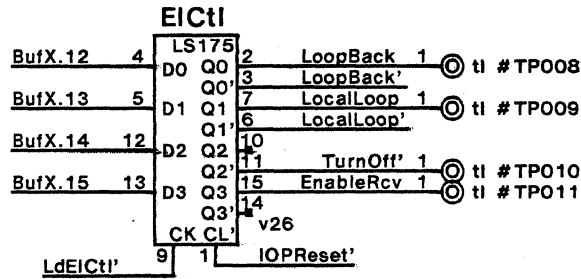 EICtl
LS175
BufX.12 4 D0 Q0 2 LoopBack 1 tl #TP008
Q0' 3 LoopBack'
BufX.13 5 D1 Q1 7 LocalLoop 1 tl #TP009
Q1' 6 LocalLoop'
BufX.14 12 D2 Q2 10
Q2' 11 TurnOff' 1 tl #TP010
BufX.15 13 D3 Q3 15 EnableRcv 1 tl #TP011
Q3' 14
v26
CK CL'
LdEICtl' 9 1 IOPReset'